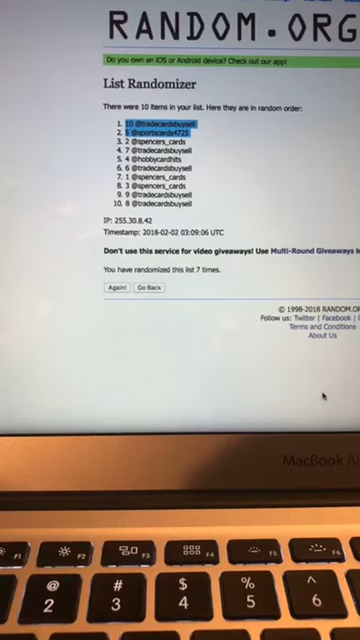 RANDOM.ORG
Do you own an iOS or Android device? Check out our app!
List Randomizer
There were 10 items in your list. Here they are in random order:
1. 10 @tradecardsbuysell
2. 5 @sportscards4725
3. 2 @spencers_cards
4. 7 @tradecardsbuysell
5. 4 @hobbycardhits
6. 6 @tradecardsbuysell
7. 1 @spencers_cards
8. 3 @spencers_cards
9. 9 @tradecardsbuysell
10. 8 @tradecardsbuysell
IP: 255.30.8.42
Timestamp: 2018-02-02 03:09:06 UTC
Don't use this service for video giveaways! Use Multi-Round Giveaways
You have randomized this list 7 times.
Again! Go Back
© 1998-2018 RANDOM.OR
Follow us: Twitter | Facebook |
Terms and Conditions
About Us
MacBook Ai
F1 F2 F3 F4 F5 F6
@ # $ % ^
2 3 4 5 6